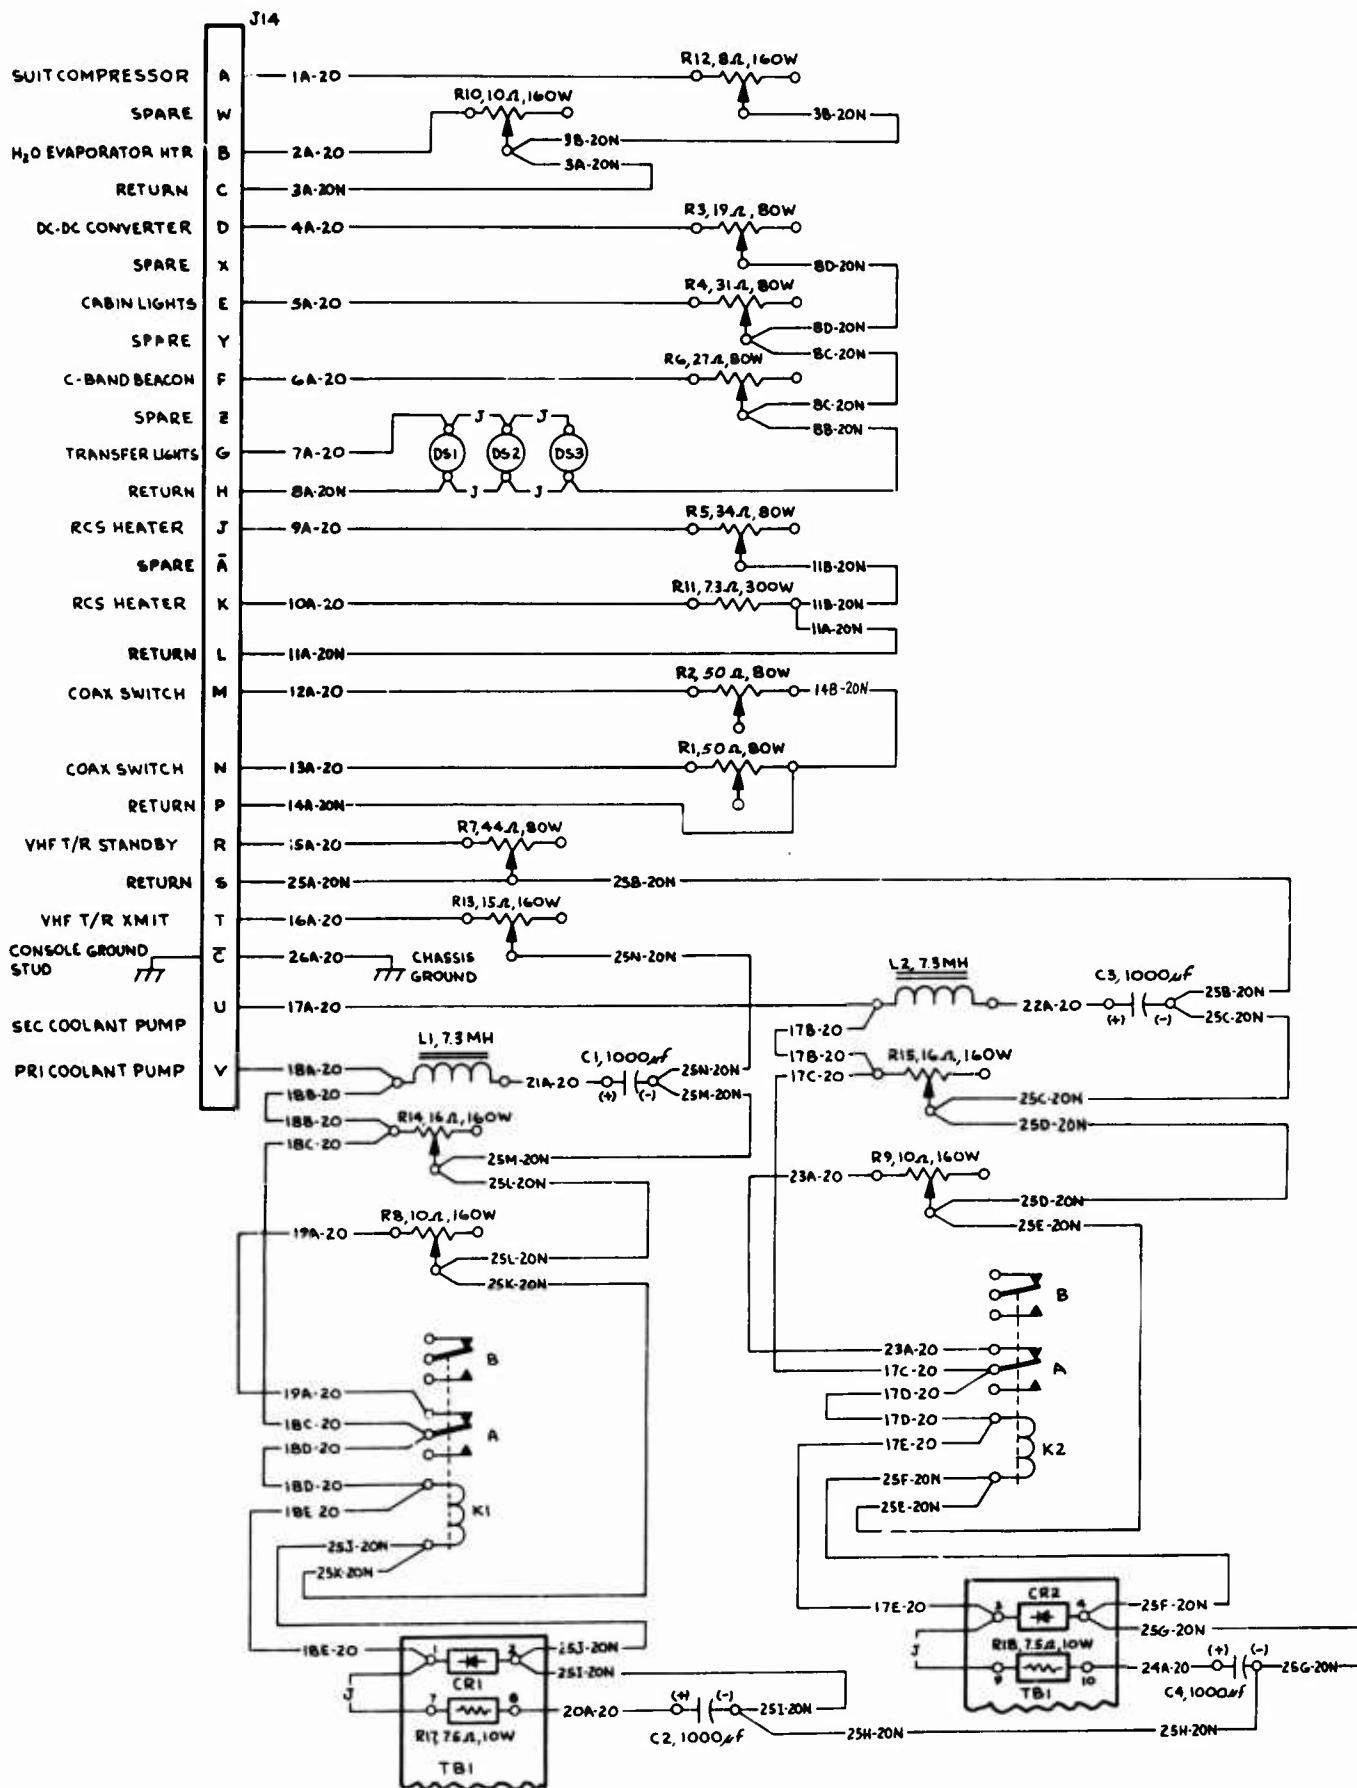 J14
SUIT COMPRESSOR A 1A-20 R12, 8Ω, 160W
SPARE W R10, 10Ω, 160W 3B-20N
3B-20N
H₂O EVAPORATOR HTR B 2A-20 3A-20N
RETURN C 3A-20N
DC-DC CONVERTER D 4A-20 R3, 19Ω, 80W
SPARE X 8D-20N
CABIN LIGHTS E 5A-20 R4, 31Ω, 80W
8D-20N
SPARE Y 8C-20N
C-BAND BEACON F 6A-20 R6, 27Ω, 80W
8C-20N
SPARE Z J J 8B-20N
TRANSFER LIGHTS G 7A-20 DS1 DS2 DS3
RETURN H 8A-20N J J
RCS HEATER J 9A-20 R5, 34Ω, 80W
SPARE Ā 11B-20N
RCS HEATER K 10A-20 R11, 7.3Ω, 300W 11B-20N
11A-20N
RETURN L 11A-20N
COAX SWITCH M 12A-20 R2, 50Ω, 80W 14B-20N
COAX SWITCH N 13A-20 R1, 50Ω, 80W
RETURN P 14A-20N
VHF T/R STANDBY R 15A-20 R7, 44Ω, 80W
RETURN S 25A-20N 25B-20N
VHF T/R XMIT T 16A-20 R13, 15Ω, 160W
CONSOLE GROUND STUD C̄ 26A-20 CHASSIS GROUND 25N-20N
L2, 7.3 MH C3, 1000µf 25B-20N
U 17A-20 22A-20 (+) (-) 25C-20N
SEC COOLANT PUMP 17B-20
L1, 7.3 MH C1, 1000µf 17B-20 R15, 16Ω, 160W
PRI COOLANT PUMP V 18A-20 25N-20N 17C-20
21A-20 (+) (-) 25M-20N
18B-20 25C-20N
18B-20 R14, 16Ω, 160W 25D-20N
18C-20
25M-20N R9, 10Ω, 160W
25L-20N 23A-20
25D-20N
R8, 10Ω, 160W 25E-20N
19A-20
25L-20N
25K-20N
B
B
23A-20
17C-20 A
19A-20 17D-20
18C-20 A 17D-20
18D-20 17E-20 K2
18D-20 25F-20N
18E-20 K1 25E-20N
25J-20N
25K-20N
17E-20 3 CR2 4 25F-20N
25G-20N
18E-20 1 2 25J-20N J R18, 7.5Ω, 10W (+) (-)
25I-20N 9 10 24A-20 25G-20N
CR1 TB1 C4, 1000µf
J 7 8 20A-20 (+) (-) 25I-20N
R17, 7.5Ω, 10W C2, 1000µf 25H-20N 25H-20N
TB1